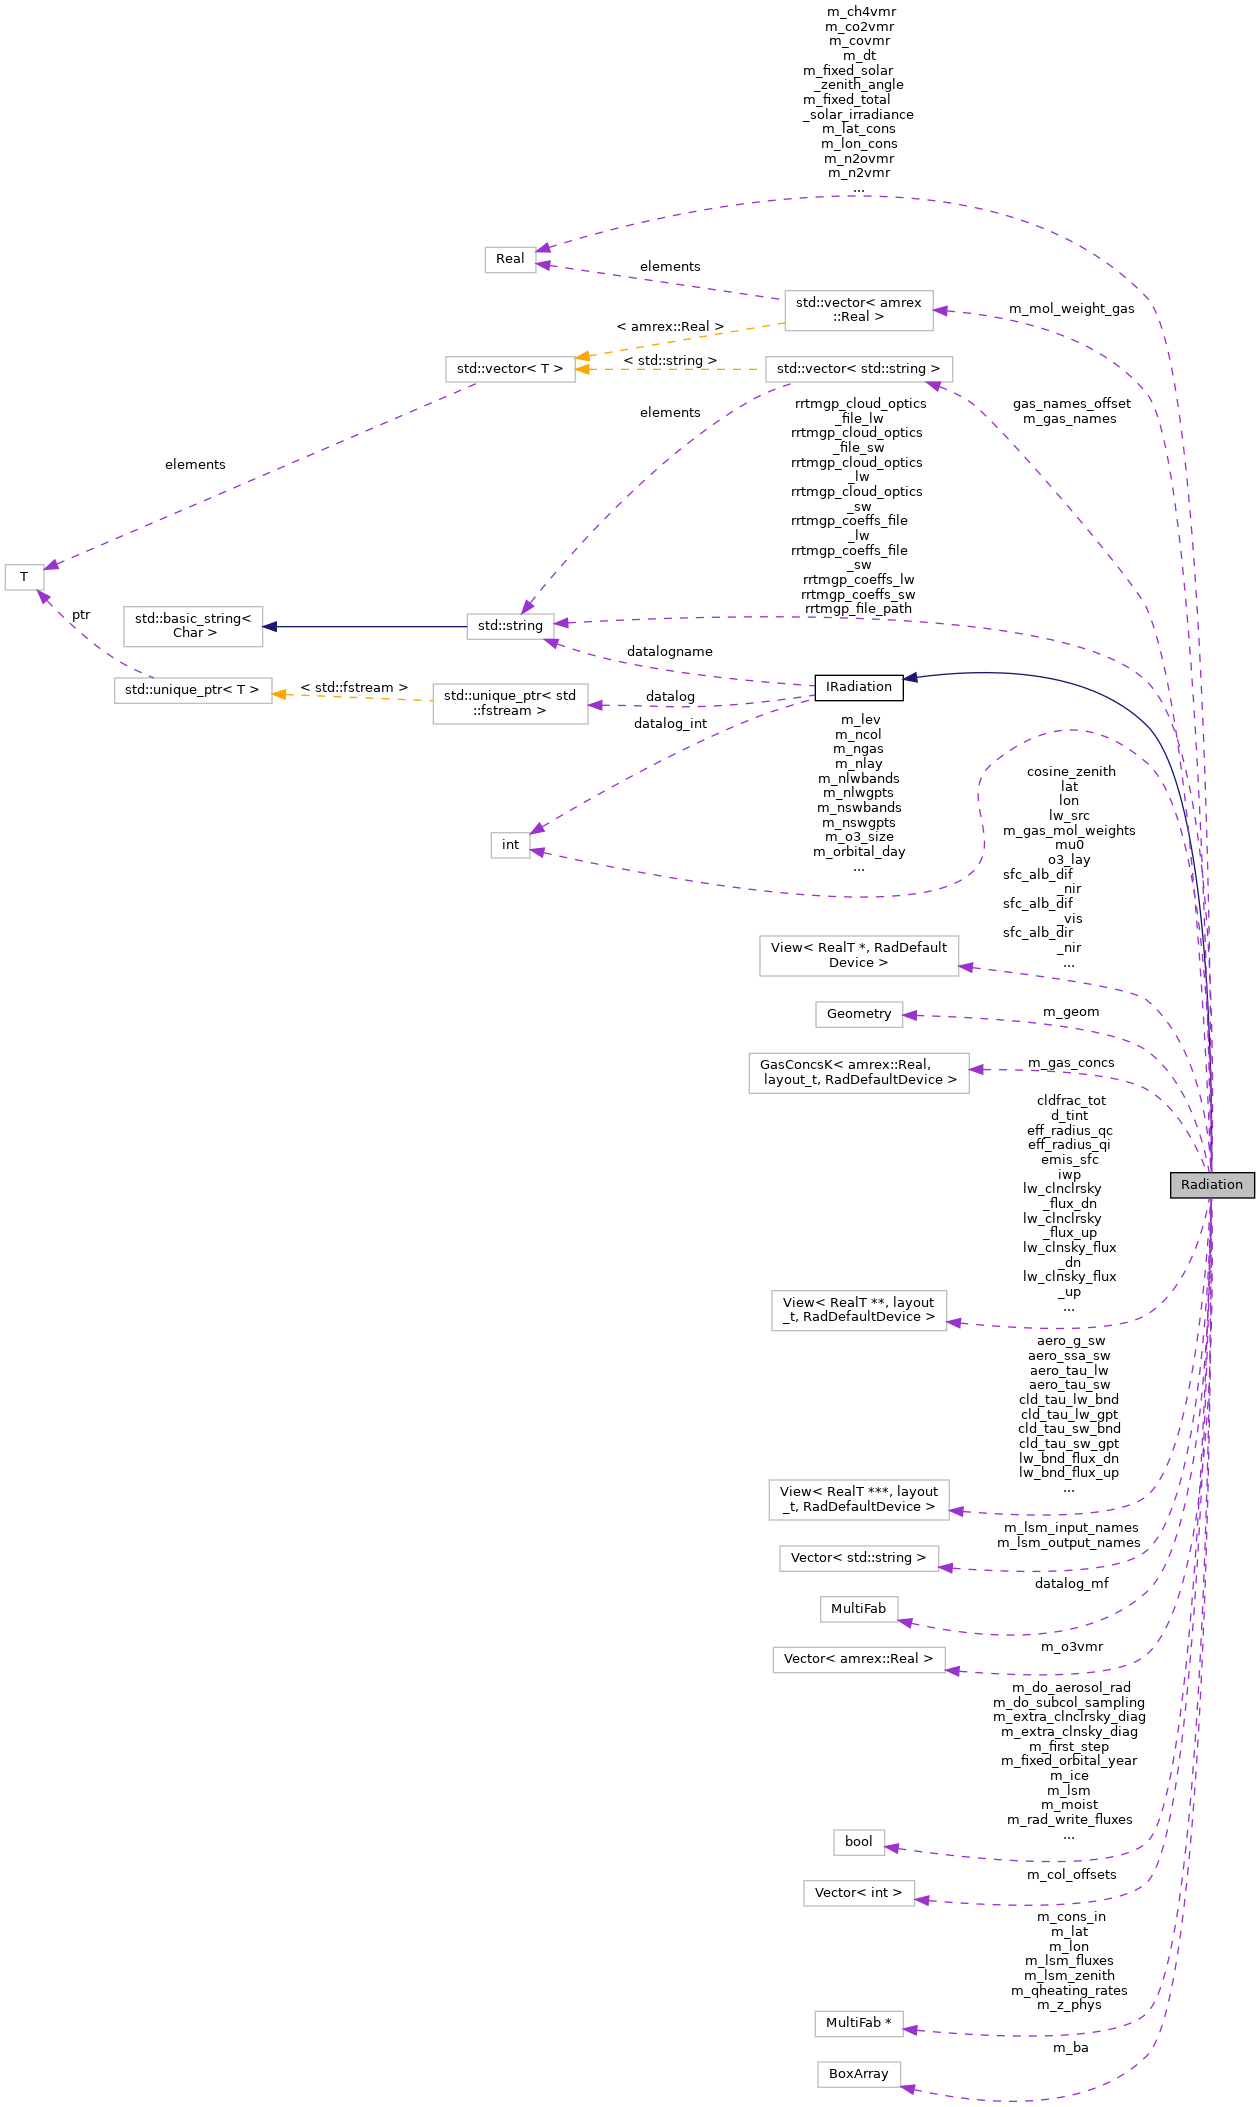 m_ch4vmr
m_co2vmr
m_covmr
m_dt
m_fixed_solar
_zenith_angle
m_fixed_total
_solar_irradiance
m_lat_cons
m_lon_cons
m_n2ovmr
m_n2vmr
...
Real
elements
std::vector< amrex
::Real >
m_mol_weight_gas
< amrex::Real >
std::vector< T >
< std::string >
std::vector< std::string >
elements
gas_names_offset
m_gas_names
rrtmgp_cloud_optics
_file_lw
rrtmgp_cloud_optics
_file_sw
rrtmgp_cloud_optics
_lw
rrtmgp_cloud_optics
_sw
rrtmgp_coeffs_file
_lw
rrtmgp_coeffs_file
_sw
rrtmgp_coeffs_lw
rrtmgp_coeffs_sw
rrtmgp_file_path
elements
T
ptr
std::basic_string<
Char >
std::string
datalogname
std::unique_ptr< T >
< std::fstream >
std::unique_ptr< std
::fstream >
datalog
IRadiation
datalog_int
m_lev
m_ncol
m_ngas
m_nlay
m_nlwbands
m_nlwgpts
m_nswbands
m_nswgpts
m_o3_size
m_orbital_day
...
int
cosine_zenith
lat
lon
lw_src
m_gas_mol_weights
mu0
o3_lay
sfc_alb_dif
_nir
sfc_alb_dif
_vis
sfc_alb_dir
_nir
...
View< RealT *, RadDefault
Device >
Geometry
m_geom
GasConcsK< amrex::Real,
layout_t, RadDefaultDevice >
m_gas_concs
cldfrac_tot
d_tint
eff_radius_qc
eff_radius_qi
emis_sfc
iwp
lw_clnclrsky
_flux_dn
lw_clnclrsky
_flux_up
lw_clnsky_flux
_dn
lw_clnsky_flux
_up
...
Radiation
View< RealT **, layout
_t, RadDefaultDevice >
aero_g_sw
aero_ssa_sw
aero_tau_lw
aero_tau_sw
cld_tau_lw_bnd
cld_tau_lw_gpt
cld_tau_sw_bnd
cld_tau_sw_gpt
lw_bnd_flux_dn
lw_bnd_flux_up
...
View< RealT ***, layout
_t, RadDefaultDevice >
m_lsm_input_names
m_lsm_output_names
Vector< std::string >
datalog_mf
MultiFab
m_o3vmr
Vector< amrex::Real >
m_do_aerosol_rad
m_do_subcol_sampling
m_extra_clnclrsky_diag
m_extra_clnsky_diag
m_first_step
m_fixed_orbital_year
m_ice
m_lsm
m_moist
m_rad_write_fluxes
...
bool
m_col_offsets
Vector< int >
m_cons_in
m_lat
m_lon
m_lsm_fluxes
m_lsm_zenith
m_qheating_rates
m_z_phys
MultiFab *
m_ba
BoxArray